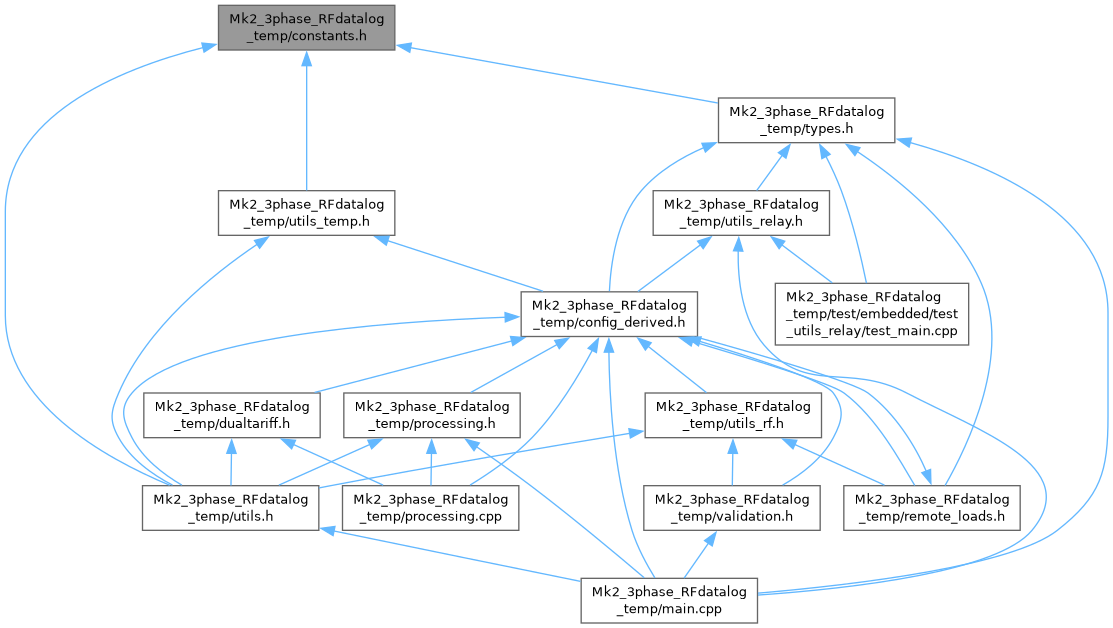 Mk2_3phase_RFdatalog
_temp/constants.h
Mk2_3phase_RFdatalog
_temp/types.h
Mk2_3phase_RFdatalog
_temp/utils_temp.h
Mk2_3phase_RFdatalog
_temp/utils_relay.h
Mk2_3phase_RFdatalog
_temp/config_derived.h
Mk2_3phase_RFdatalog
_temp/test/embedded/test
_utils_relay/test_main.cpp
Mk2_3phase_RFdatalog
_temp/dualtariff.h
Mk2_3phase_RFdatalog
_temp/processing.h
Mk2_3phase_RFdatalog
_temp/utils_rf.h
Mk2_3phase_RFdatalog
_temp/utils.h
Mk2_3phase_RFdatalog
_temp/processing.cpp
Mk2_3phase_RFdatalog
_temp/validation.h
Mk2_3phase_RFdatalog
_temp/remote_loads.h
Mk2_3phase_RFdatalog
_temp/main.cpp